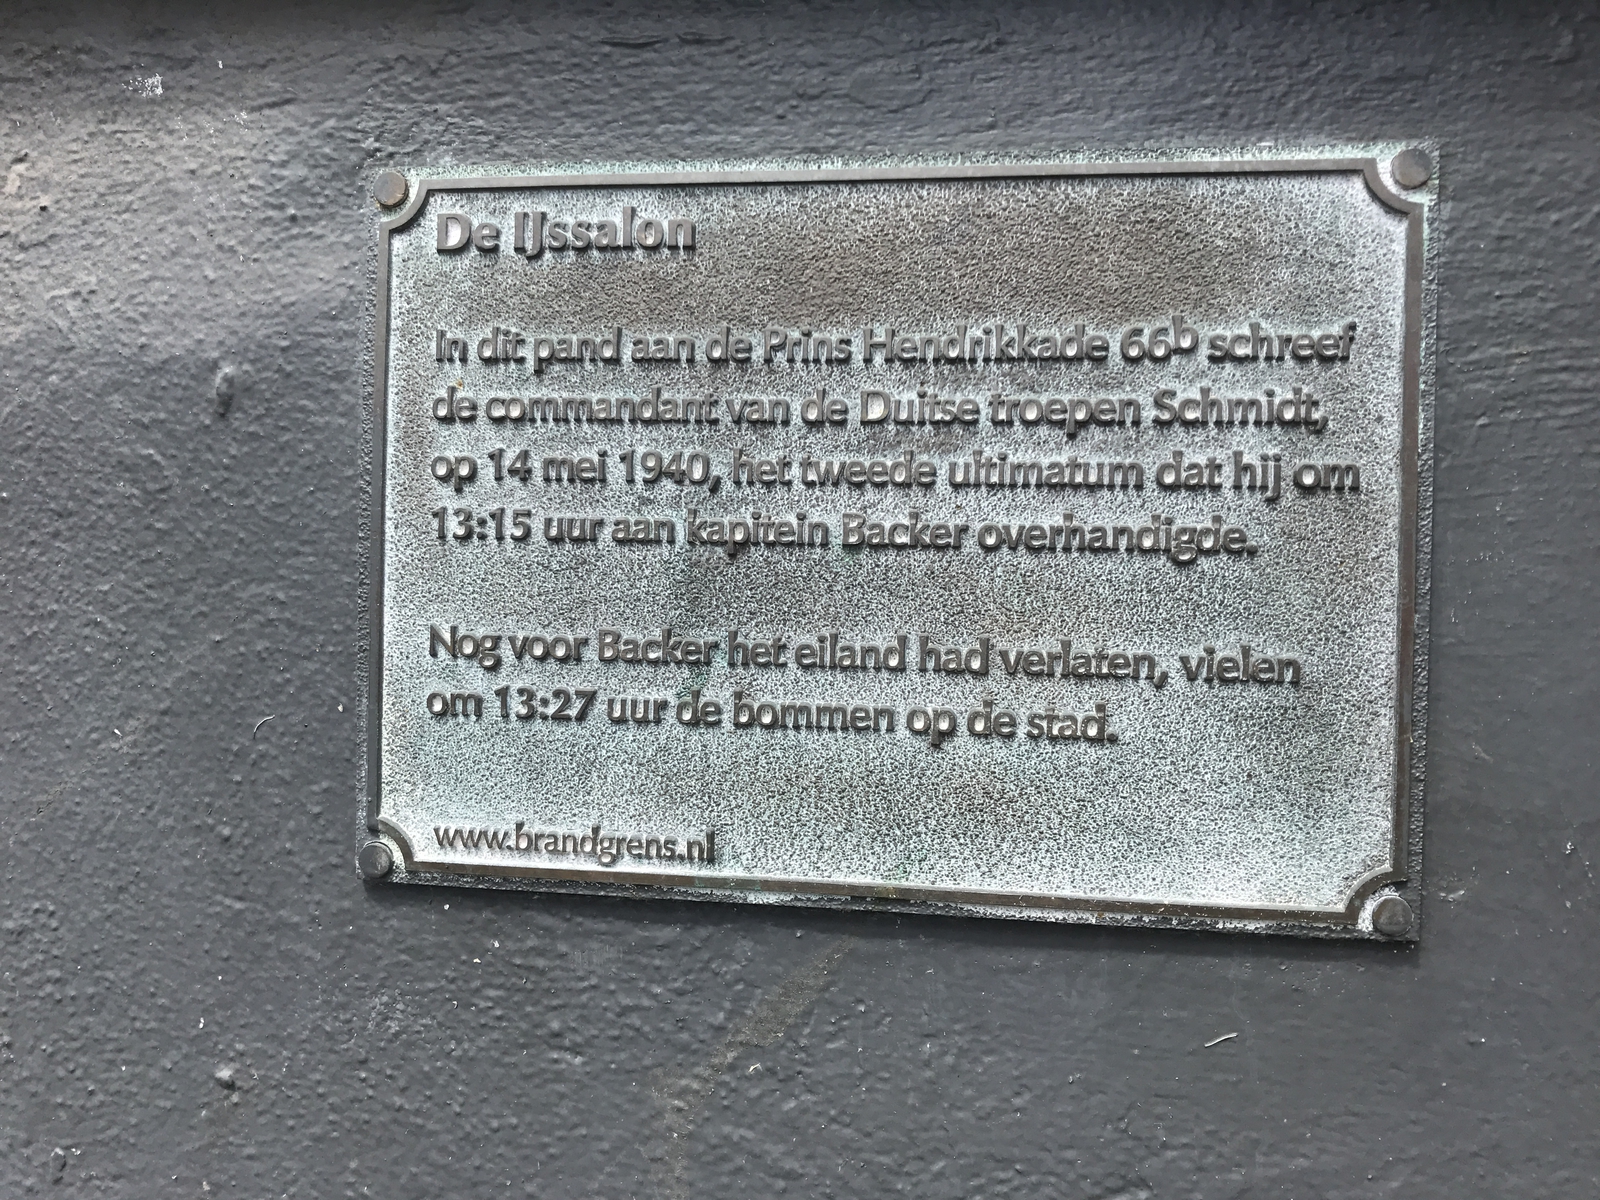 De IJssalon
In dit pand aan de Prins Hendrikkade 66b schreef
de commandant van de Duitse troepen Schmidt,
op 14 mei 1940, het tweede ultimatum dat hij om
13:15 uur aan kapitein Backer overhandigde.
Nog voor Backer het eiland had verlaten, vielen
om 13:27 uur de bommen op de stad.
www.brandgrens.nl